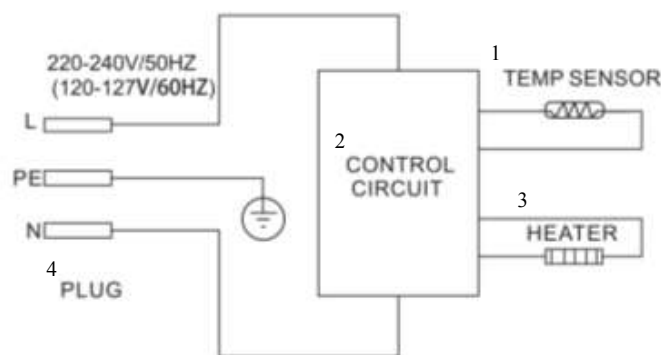 220-240V/50HZ
(120-127V/60HZ)
L
PE
N
4
PLUG
2
CONTROL
CIRCUIT
1
TEMP SENSOR
3
HEATER